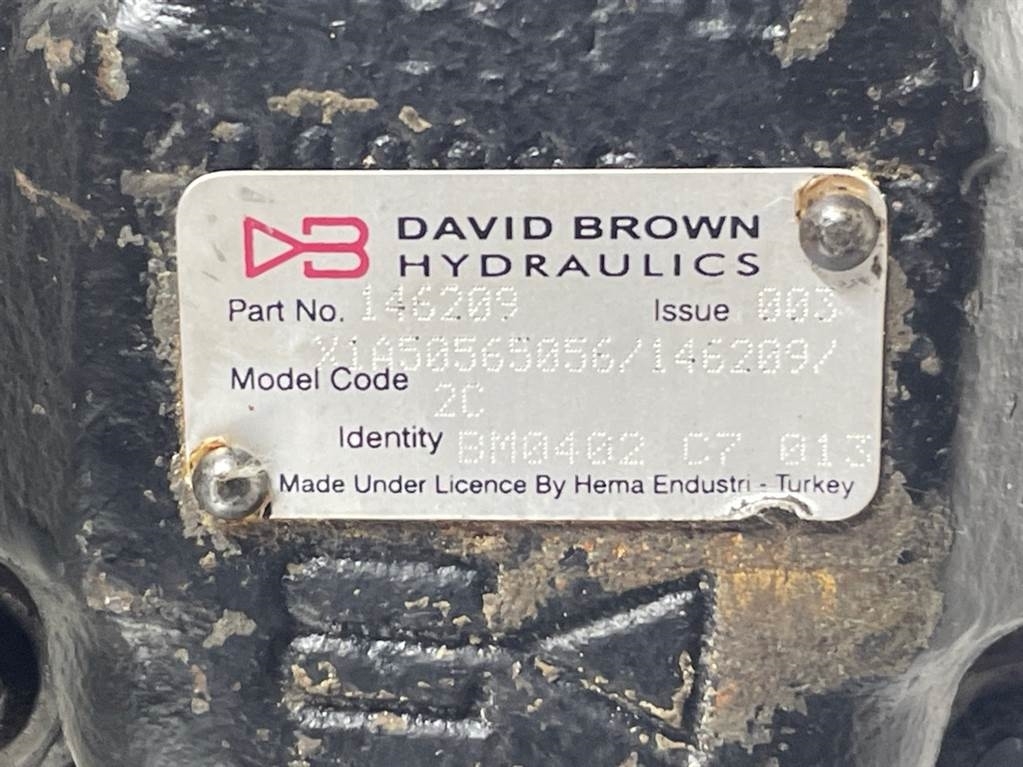 DB DAVID BROWN
HYDRAULICS
Part No. 146209 Issue 003
X1A50565056/146209/
Model Code 2C
Identity BM0402 C7 013
Made Under Licence By Hema Endustri - Turkey